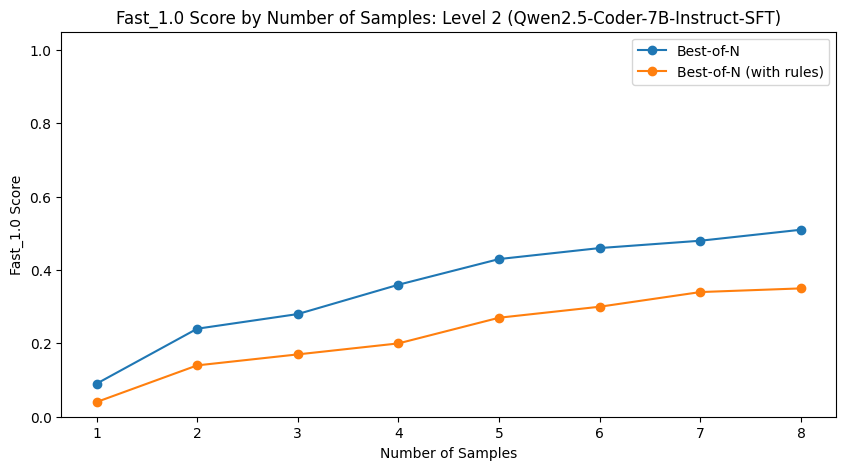 Fast_1.0 Score by Number of Samples: Level 2 (Qwen2.5-Coder-7B-Instruct-SFT)
Best-of-N
Best-of-N (with rules)
Fast_1.0 Score
1.0
0.8
0.6
0.4
0.2
0.0
1 2 3 4 5 6 7 8
Number of Samples